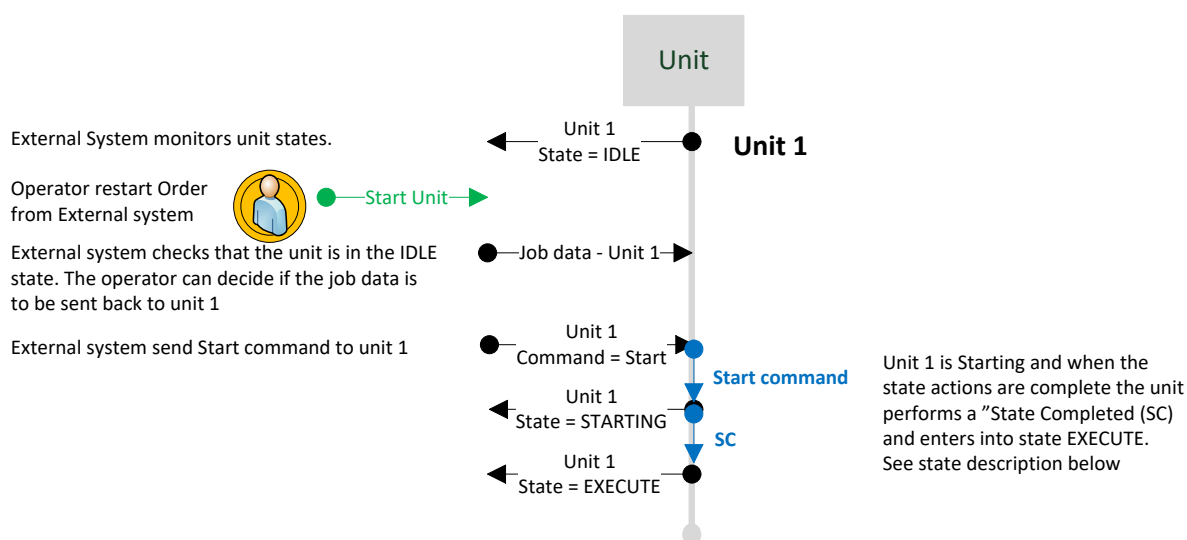 Unit
External System monitors unit states.
Unit 1
State = IDLE
Unit 1
Operator restart Order
from External system
Start Unit
External system checks that the unit is in the IDLE
state. The operator can decide if the job data is
to be sent back to unit 1
Job data - Unit 1
External system send Start command to unit 1
Unit 1
Command = Start
Start command
Unit 1
State = STARTING
SC
Unit 1
State = EXECUTE
Unit 1 is Starting and when the
state actions are complete the unit
performs a ”State Completed (SC)
and enters into state EXECUTE.
See state description below